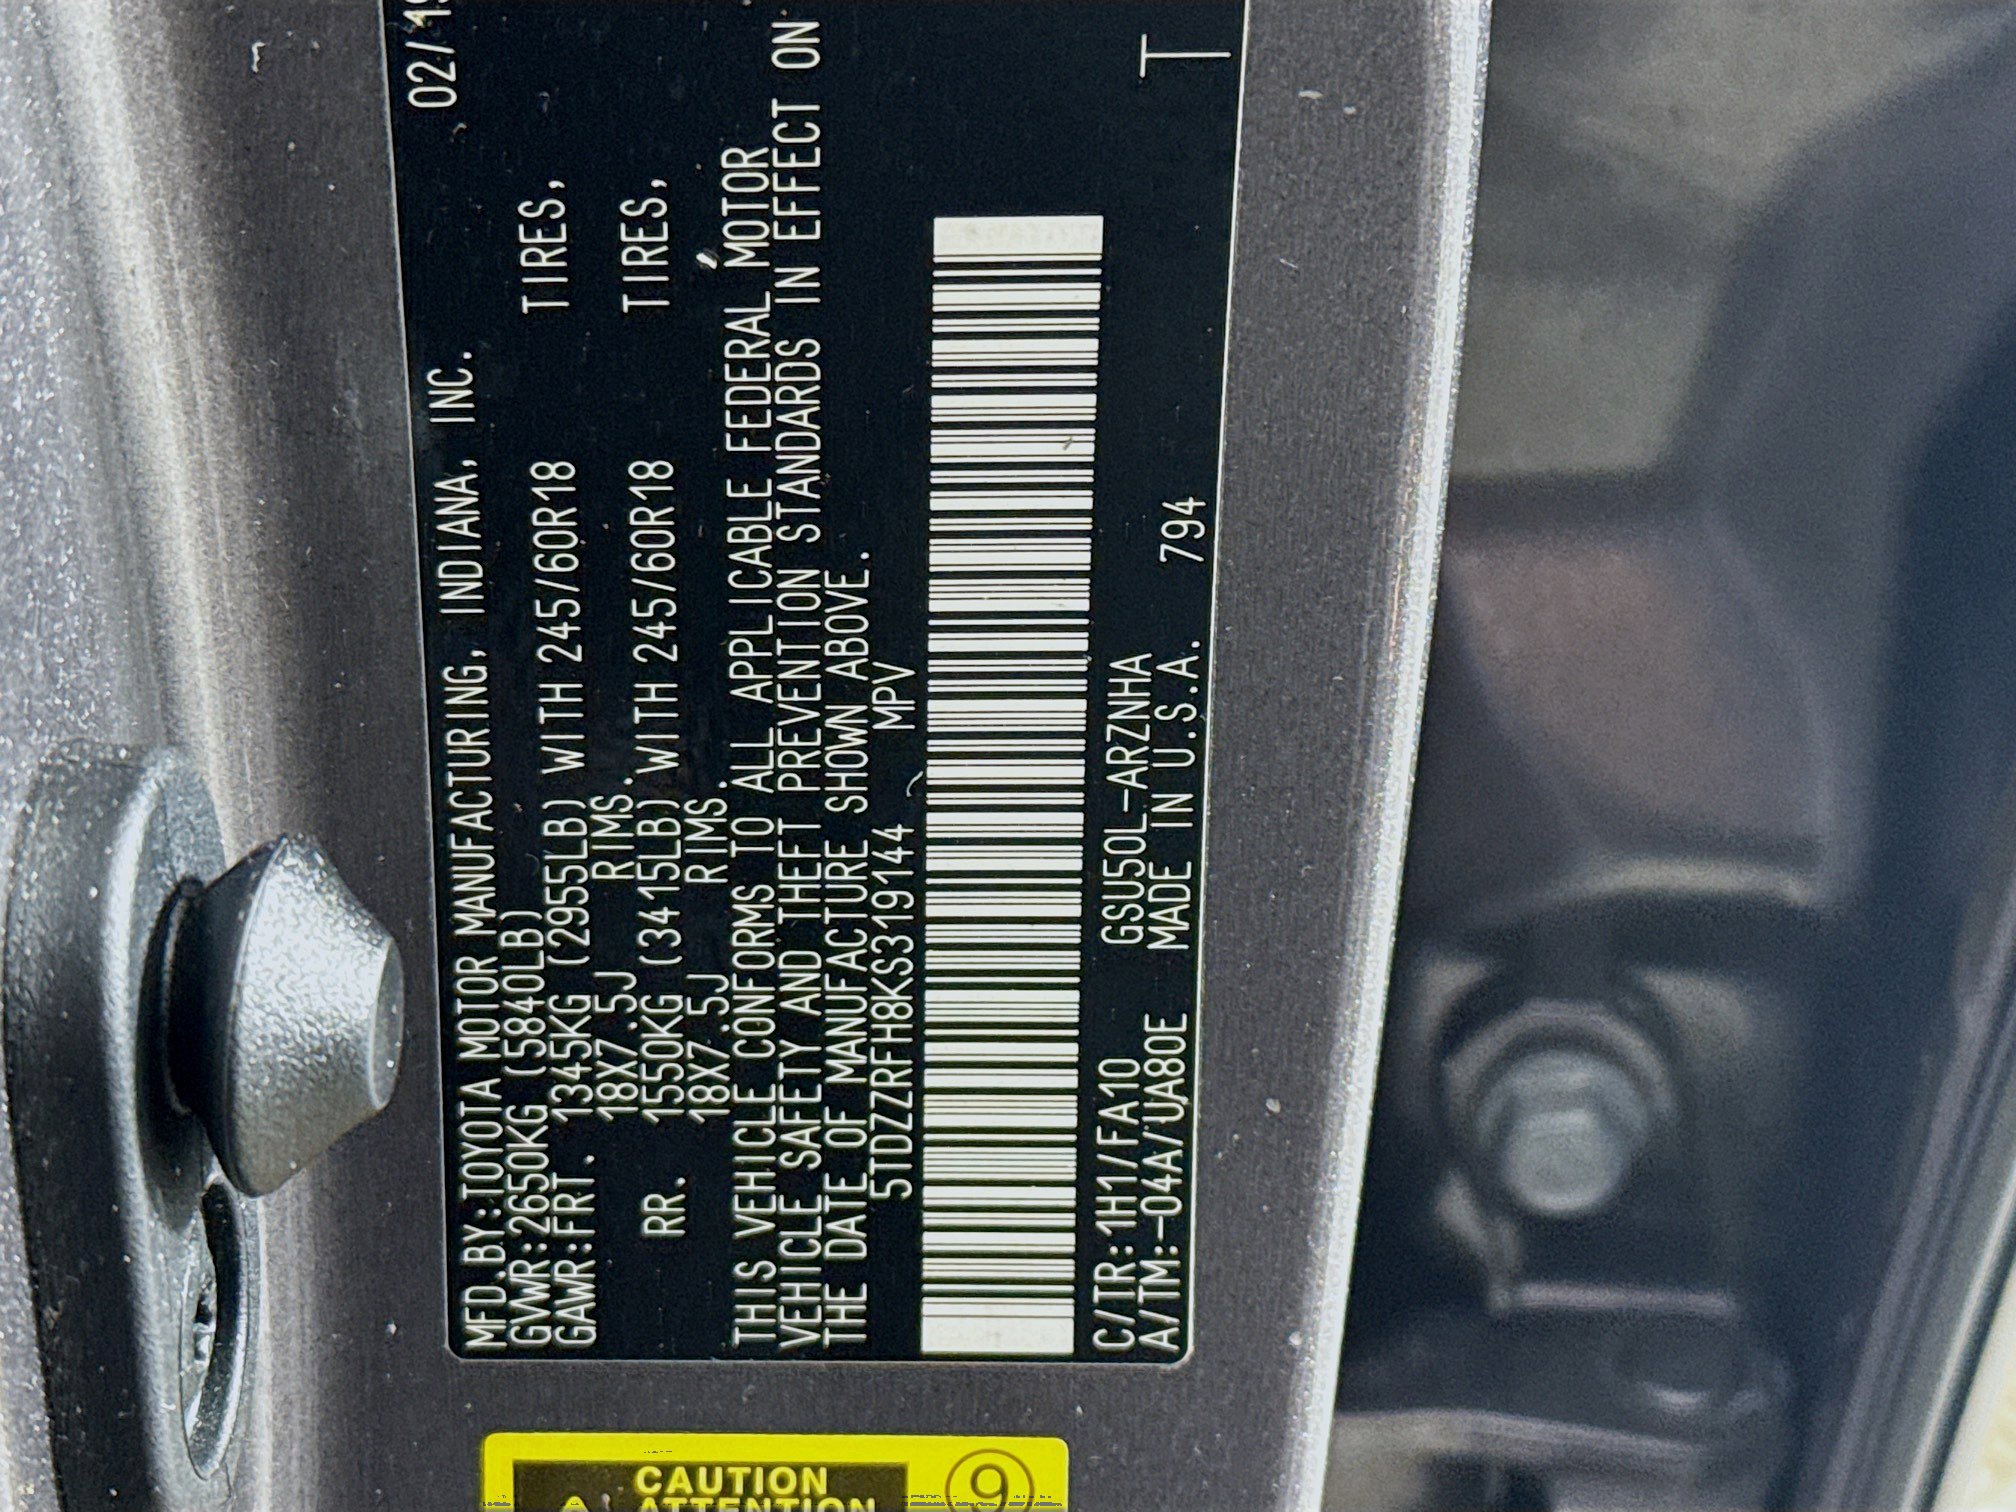 MFD.BY:TOYOTA MOTOR MANUFACTURING, INDIANA, INC. 02/19
GVWR:2650KG (5840LB)
GAWR:FRT. 1345KG (2955LB) WITH 245/60R18 TIRES,
18X7.5J RIMS.
RR. 1550KG (3415LB) WITH 245/60R18 TIRES,
18X7.5J RIMS.
THIS VEHICLE CONFORMS TO ALL APPLICABLE FEDERAL MOTOR
VEHICLE SAFETY AND THEFT PREVENTION STANDARDS IN EFFECT ON
THE DATE OF MANUFACTURE SHOWN ABOVE.
5TDZZRFH8KS319144 MPV
C/TR:1H1/FA10 GSU50L-ARZNHA
A/TM:-04A/UA80E MADE IN U.S.A. 794 T
CAUTION
ATTENTION
9